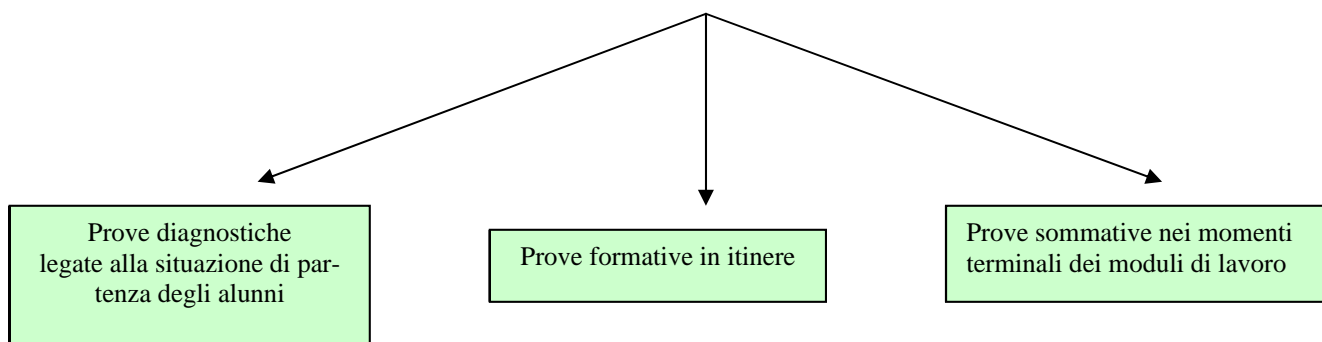 Prove diagnostiche
legate alla situazione di par-
tenza degli alunni
Prove formative in itinere
Prove sommative nei momenti
terminali dei moduli di lavoro